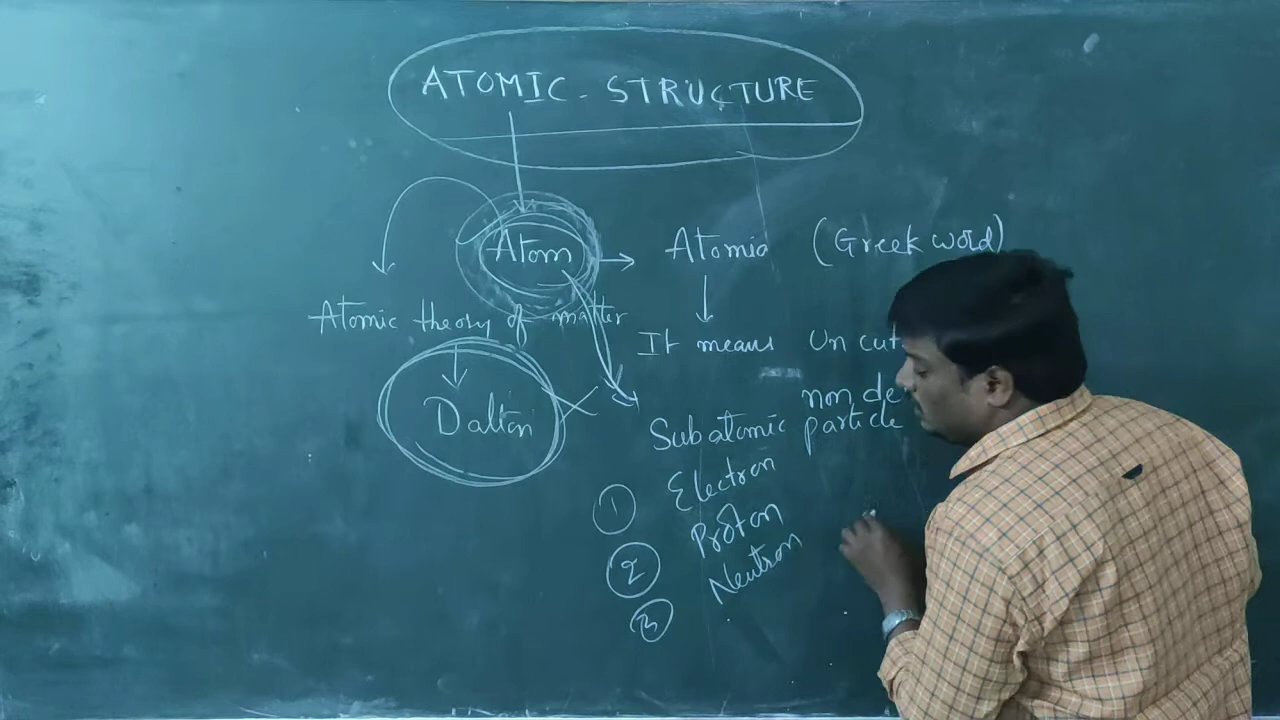 ATOMIC - STRUCTURE
Atom → Atomio (Greek word)
Atomic theory of matter
It means Un cut
non de
Dalton
Subatomic particle
1 Electron
2 Proton
3 Neutron